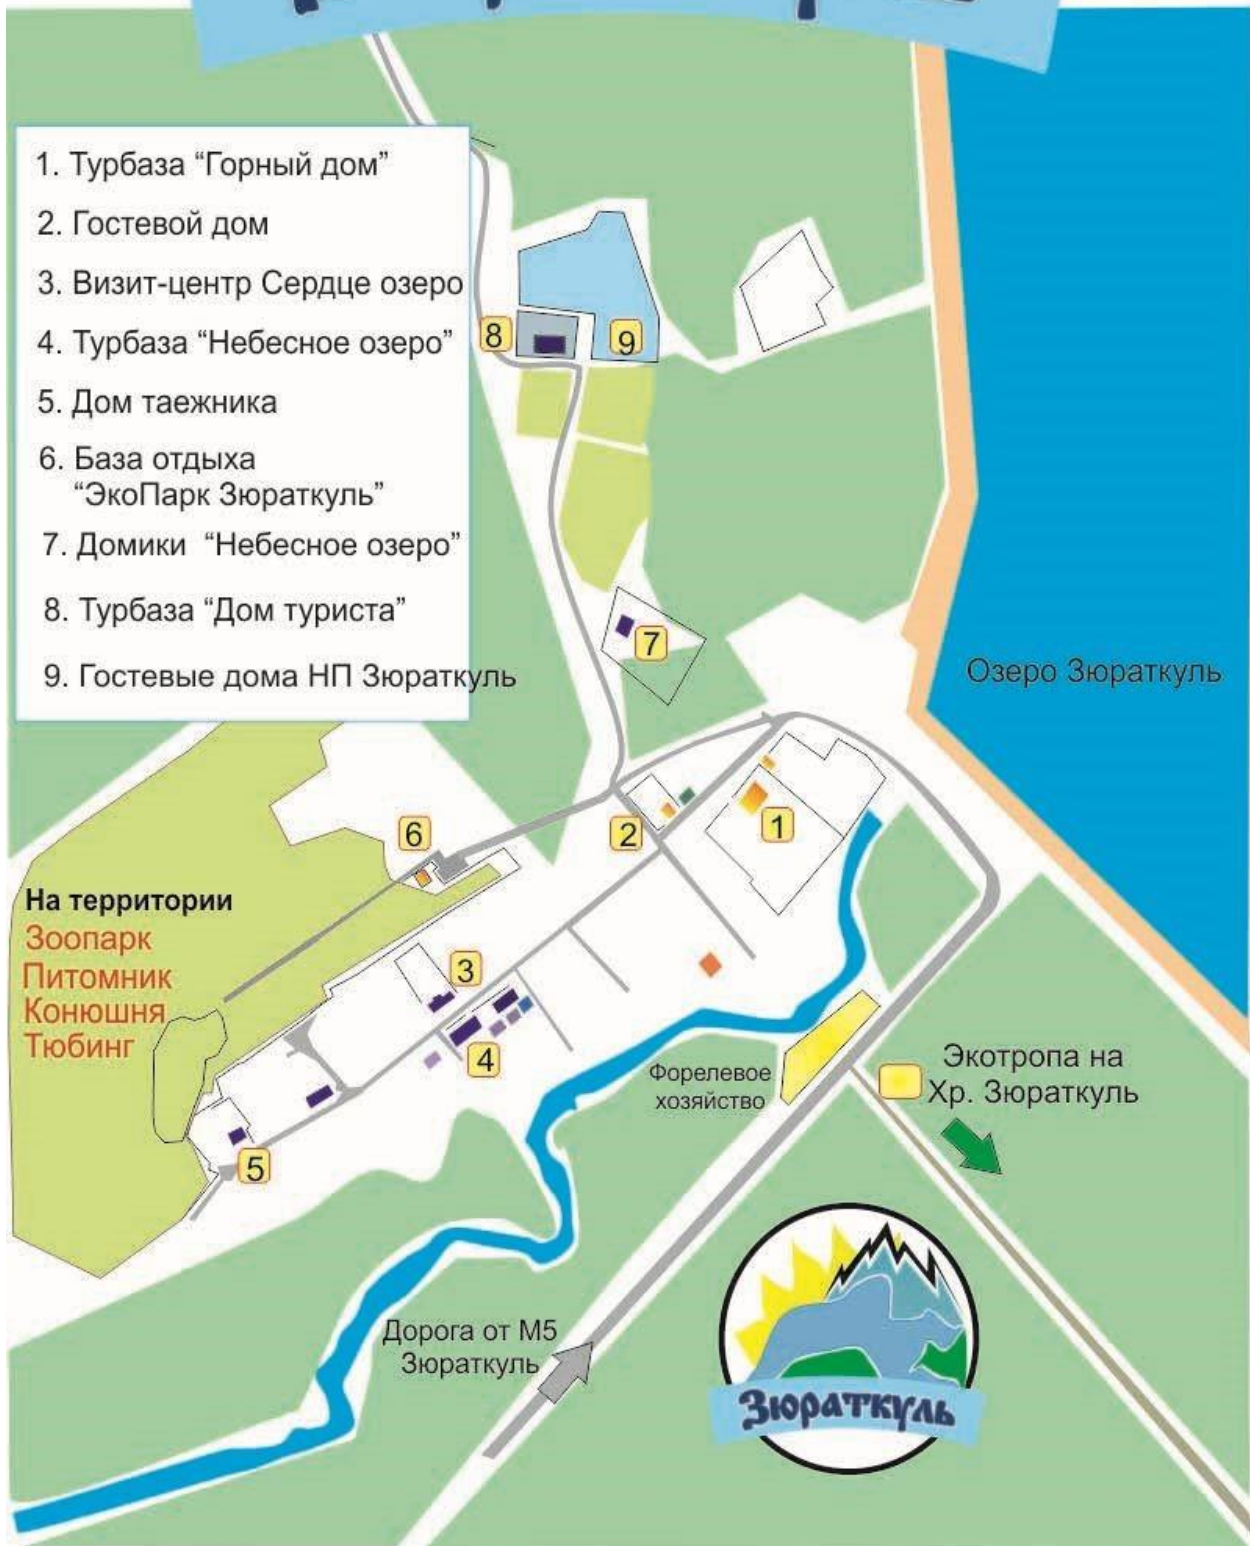 1. Турбаза “Горный дом”
2. Гостевой дом
3. Визит-центр Сердце озеро
4. Турбаза “Небесное озеро”
5. Дом таежника
6. База отдыха
“ЭкоПарк Зюраткуль”
7. Домики “Небесное озеро”
8. Турбаза “Дом туриста”
9. Гостевые дома НП Зюраткуль
8
9
7
Озеро Зюраткуль
6
2
1
На территории
Зоопарк
Питомник
Конюшня
Тюбинг
3
4
5
Форелевое
хозяйство
Экотропа на
Хр. Зюраткуль
Дорога от М5
Зюраткуль
Зюраткуль